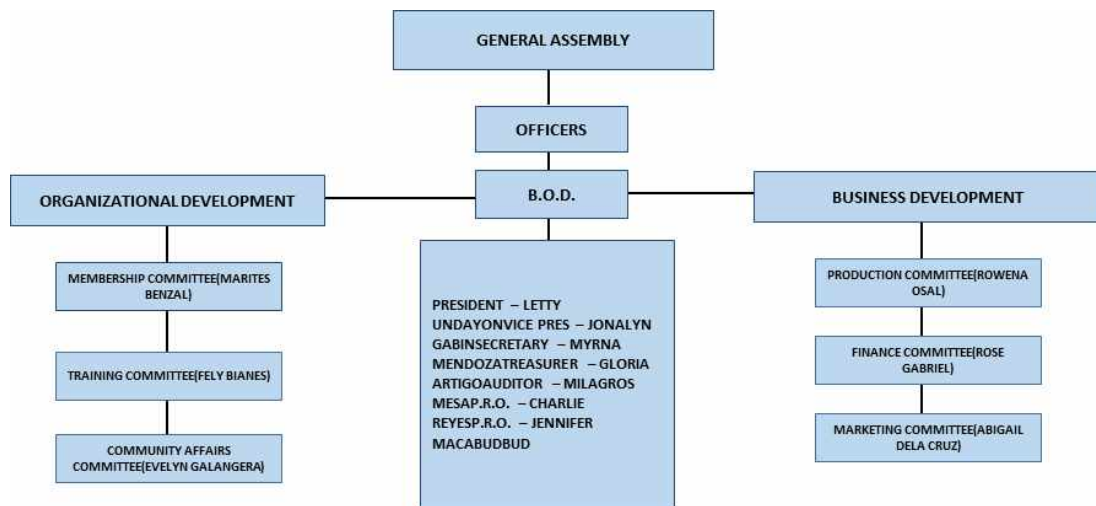 GENERAL ASSEMBLY
OFFICERS
B.O.D.
ORGANIZATIONAL DEVELOPMENT
MEMBERSHIP COMMITTEE(MARITES
BENZAL)
TRAINING COMMITTEE(FELY BIANES)
COMMUNITY AFFAIRS
COMMITTEE(EVELYN GALANGERA)
PRESIDENT – LETTY
UNDAYONVICE PRES – JONALYN
GABINSECRETARY – MYRNA
MENDOZATREASURER – GLORIA
ARTIGOAUDITOR – MILAGROS
MESAP.R.O. – CHARLIE
REYESP.R.O. – JENNIFER
MACABUDBUD
BUSINESS DEVELOPMENT
PRODUCTION COMMITTEE(ROWENA
OSAL)
FINANCE COMMITTEE(ROSE
GABRIEL)
MARKETING COMMITTEE(ABIGAIL
DELA CRUZ)